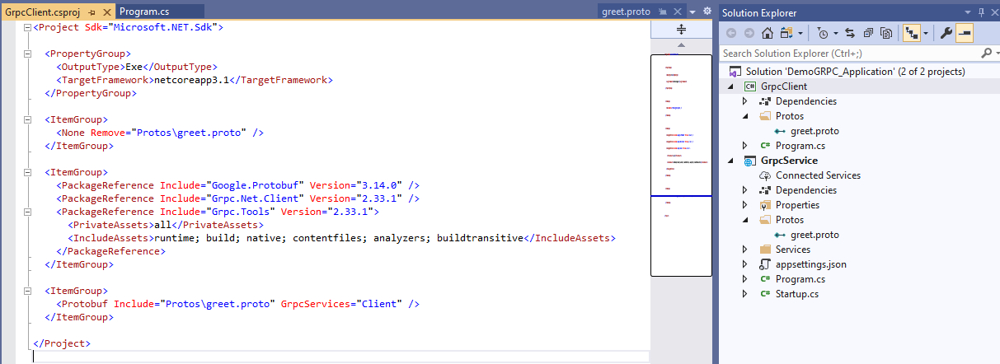 GrpcClient.csproj
Program.cs
greet.proto
<Project Sdk="Microsoft.NET.Sdk">
<PropertyGroup>
<OutputType>Exe</OutputType>
<TargetFramework>netcoreapp3.1</TargetFramework>
</PropertyGroup>
<ItemGroup>
<None Remove="Protos\greet.proto" />
</ItemGroup>
<ItemGroup>
<PackageReference Include="Google.Protobuf" Version="3.14.0" />
<PackageReference Include="Grpc.Net.Client" Version="2.33.1" />
<PackageReference Include="Grpc.Tools" Version="2.33.1">
<PrivateAssets>all</PrivateAssets>
<IncludeAssets>runtime; build; native; contentfiles; analyzers; buildtransitive</IncludeAssets>
</PackageReference>
</ItemGroup>
<ItemGroup>
<Protobuf Include="Protos\greet.proto" GrpcServices="Client" />
</ItemGroup>
</Project>
Solution Explorer
Search Solution Explorer (Ctrl+;)
Solution 'DemoGRPC_Application' (2 of 2 projects)
C# GrpcClient
Dependencies
Protos
greet.proto
C# Program.cs
GrpcService
Connected Services
Dependencies
Properties
Protos
greet.proto
Services
appsettings.json
C# Program.cs
C# Startup.cs